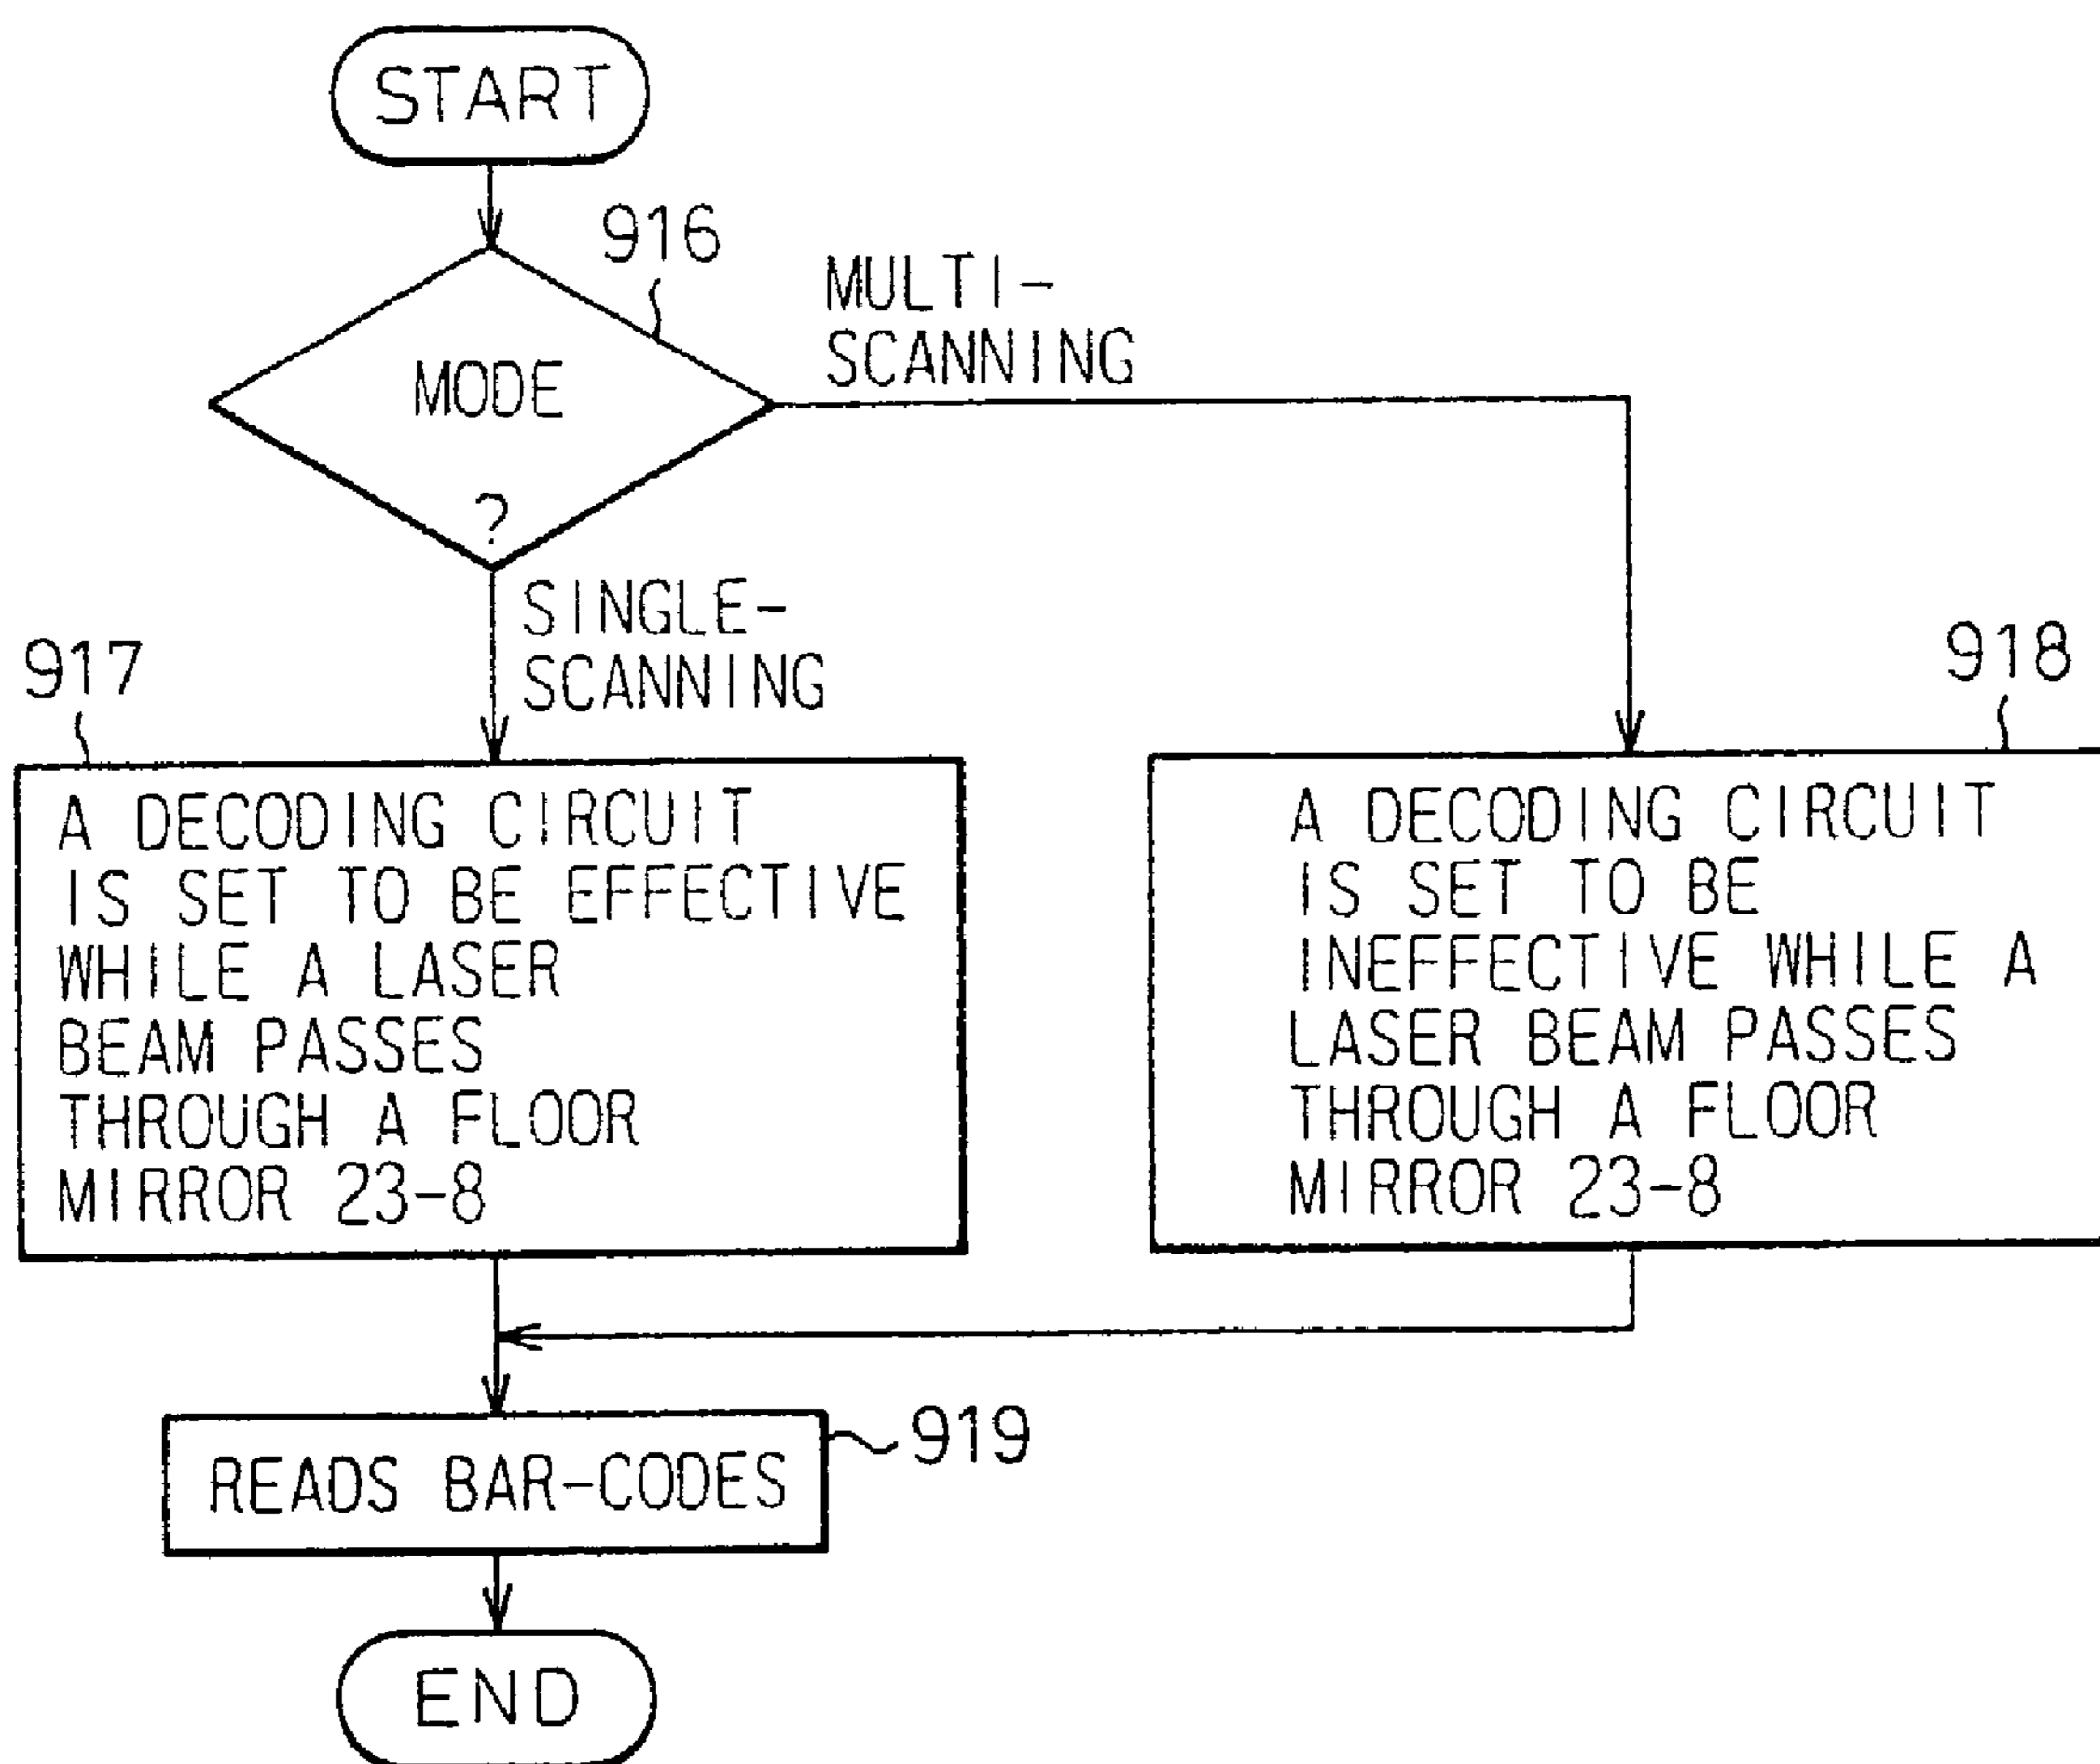 START
916
MULTI-
SCANNING
MODE
?
SINGLE-
SCANNING
917
A DECODING CIRCUIT
IS SET TO BE EFFECTIVE
WHILE A LASER
BEAM PASSES
THROUGH A FLOOR
MIRROR 23-8
918
A DECODING CIRCUIT
IS SET TO BE
INEFFECTIVE WHILE A
LASER BEAM PASSES
THROUGH A FLOOR
MIRROR 23-8
READS BAR-CODES
919
END